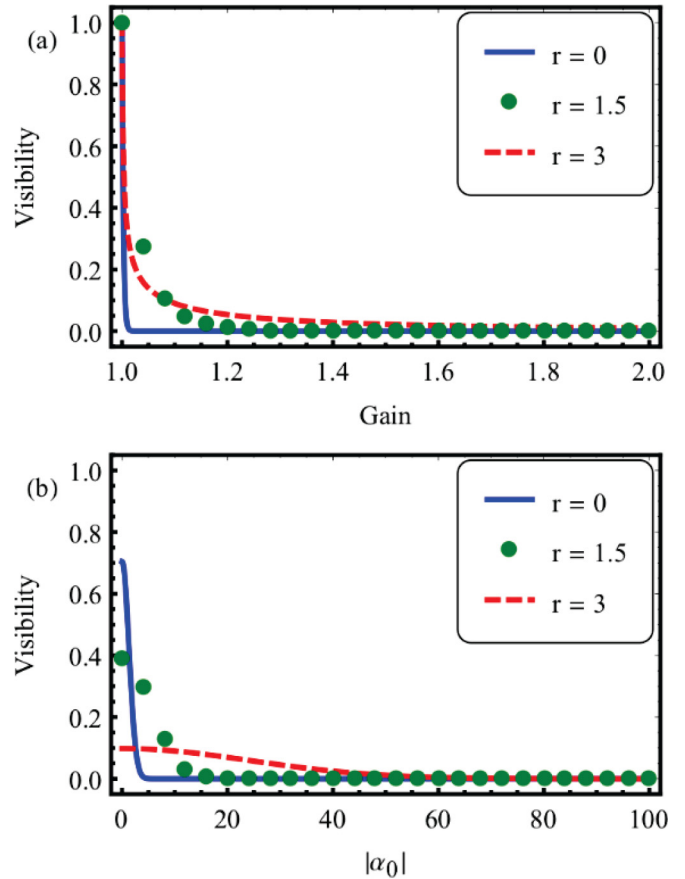 (a)
Visibility
1.0
0.8
0.6
0.4
0.2
0.0
r = 0
r = 1.5
r = 3
1.0 1.2 1.4 1.6 1.8 2.0
Gain
(b)
Visibility
1.0
0.8
0.6
0.4
0.2
0.0
r = 0
r = 1.5
r = 3
0 20 40 60 80 100
|α₀|